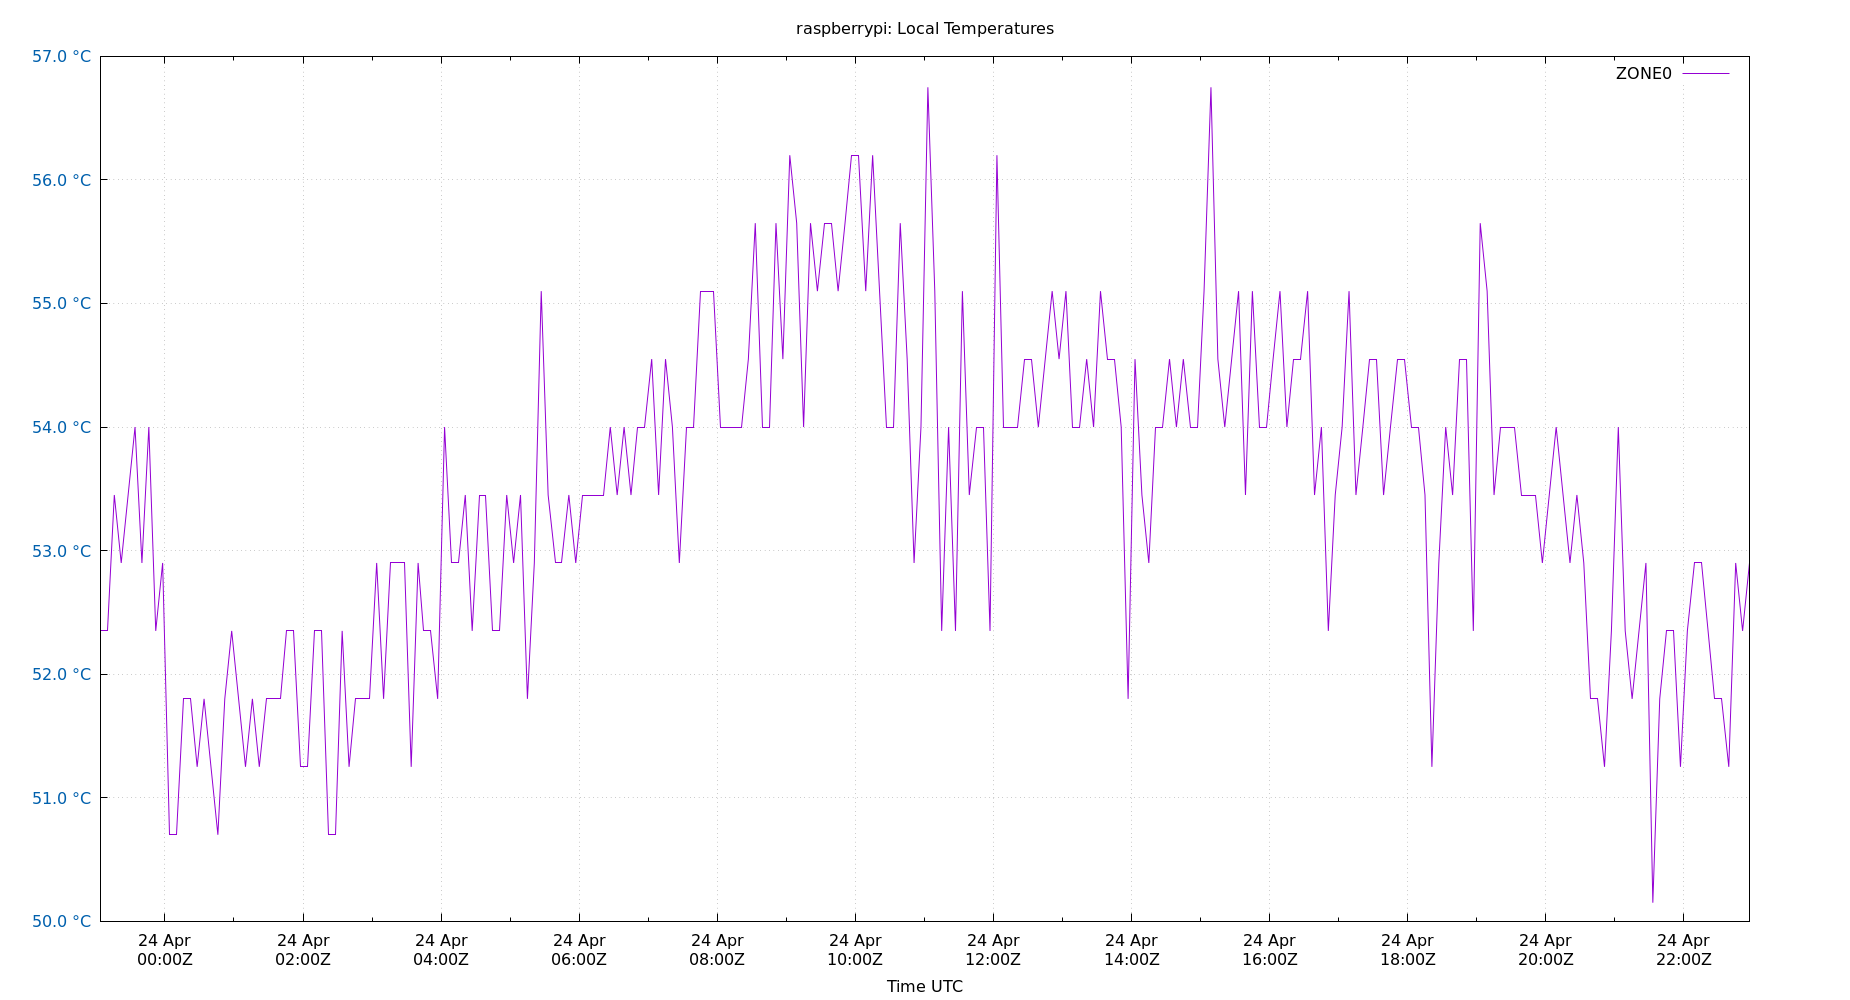 raspberrypi: Local Temperatures
57.0 °C
ZONE0
56.0 °C
55.0 °C
54.0 °C
53.0 °C
52.0 °C
51.0 °C
50.0 °C
24 Apr 24 Apr 24 Apr 24 Apr 24 Apr 24 Apr 24 Apr 24 Apr 24 Apr 24 Apr 24 Apr 24 Apr
00:00Z 02:00Z 04:00Z 06:00Z 08:00Z 10:00Z 12:00Z 14:00Z 16:00Z 18:00Z 20:00Z 22:00Z
Time UTC